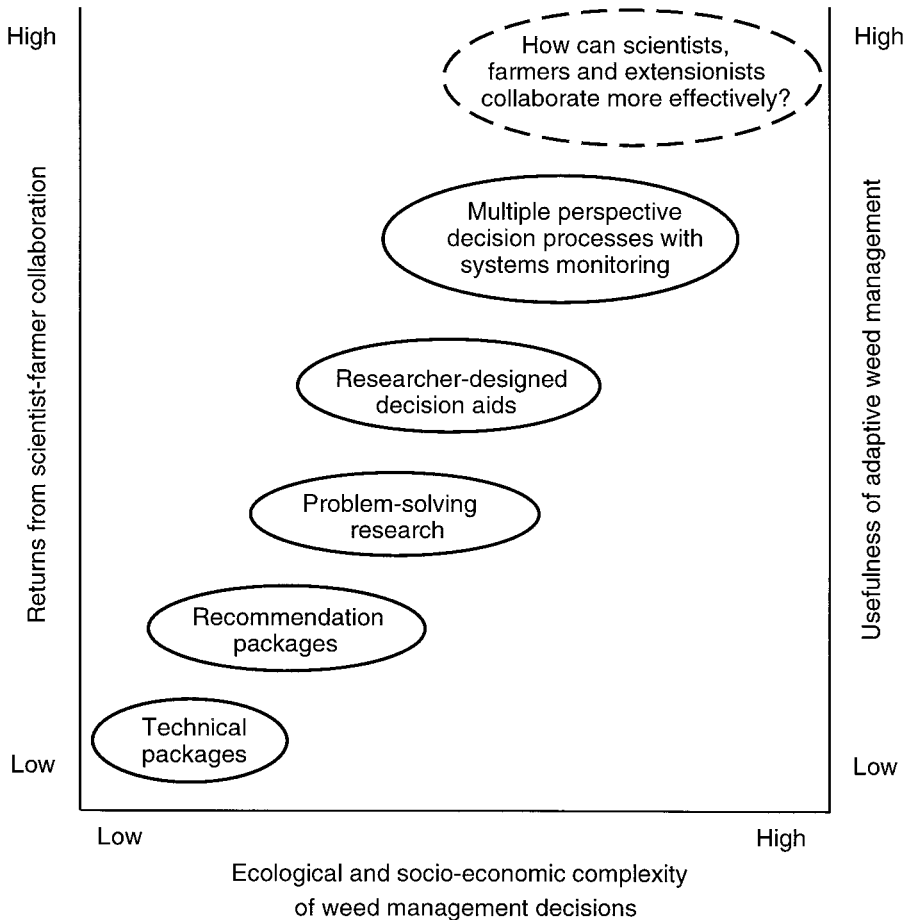 High
High
How can scientists,
farmers and extensionists
collaborate more effectively?
Returns from scientist-farmer collaboration
Usefulness of adaptive weed management
Multiple perspective
decision processes with
systems monitoring
Researcher-designed
decision aids
Problem-solving
research
Recommendation
packages
Technical
packages
Low
Low
Low
High
Ecological and socio-economic complexity
of weed management decisions